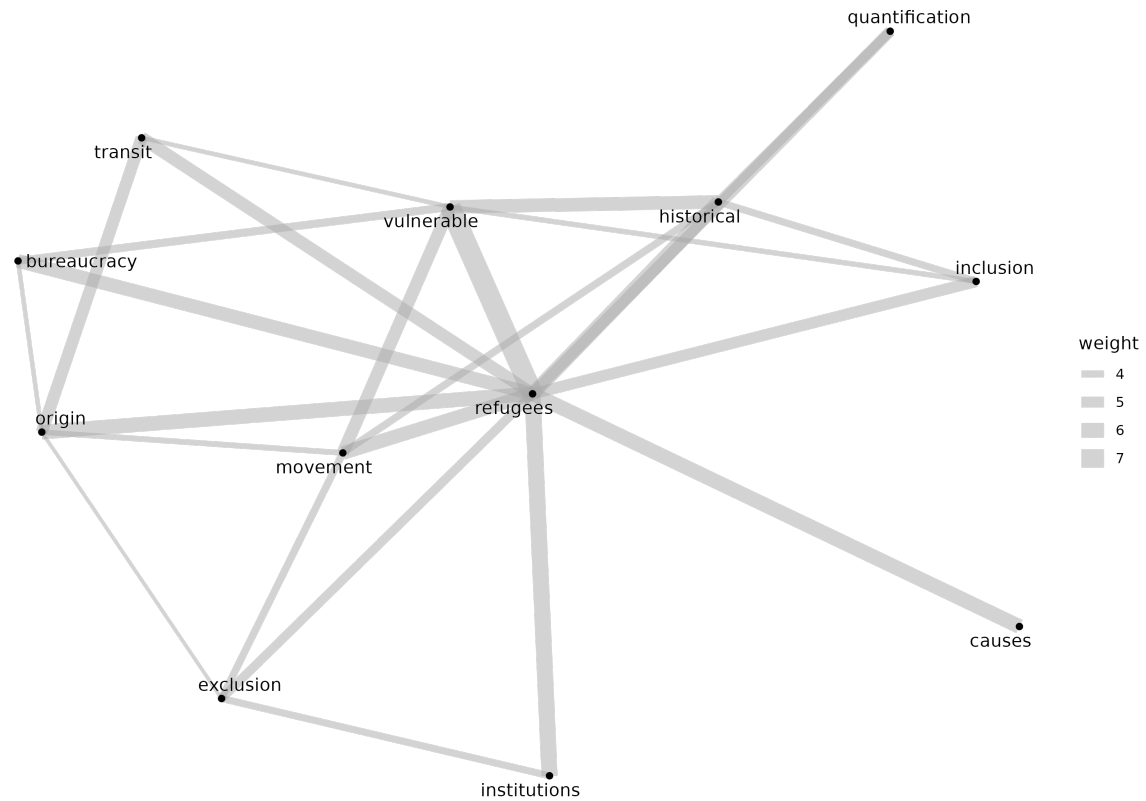 quantification
transit
vulnerable
historical
bureaucracy
inclusion
weight
4
5
6
7
refugees
origin
movement
causes
exclusion
institutions